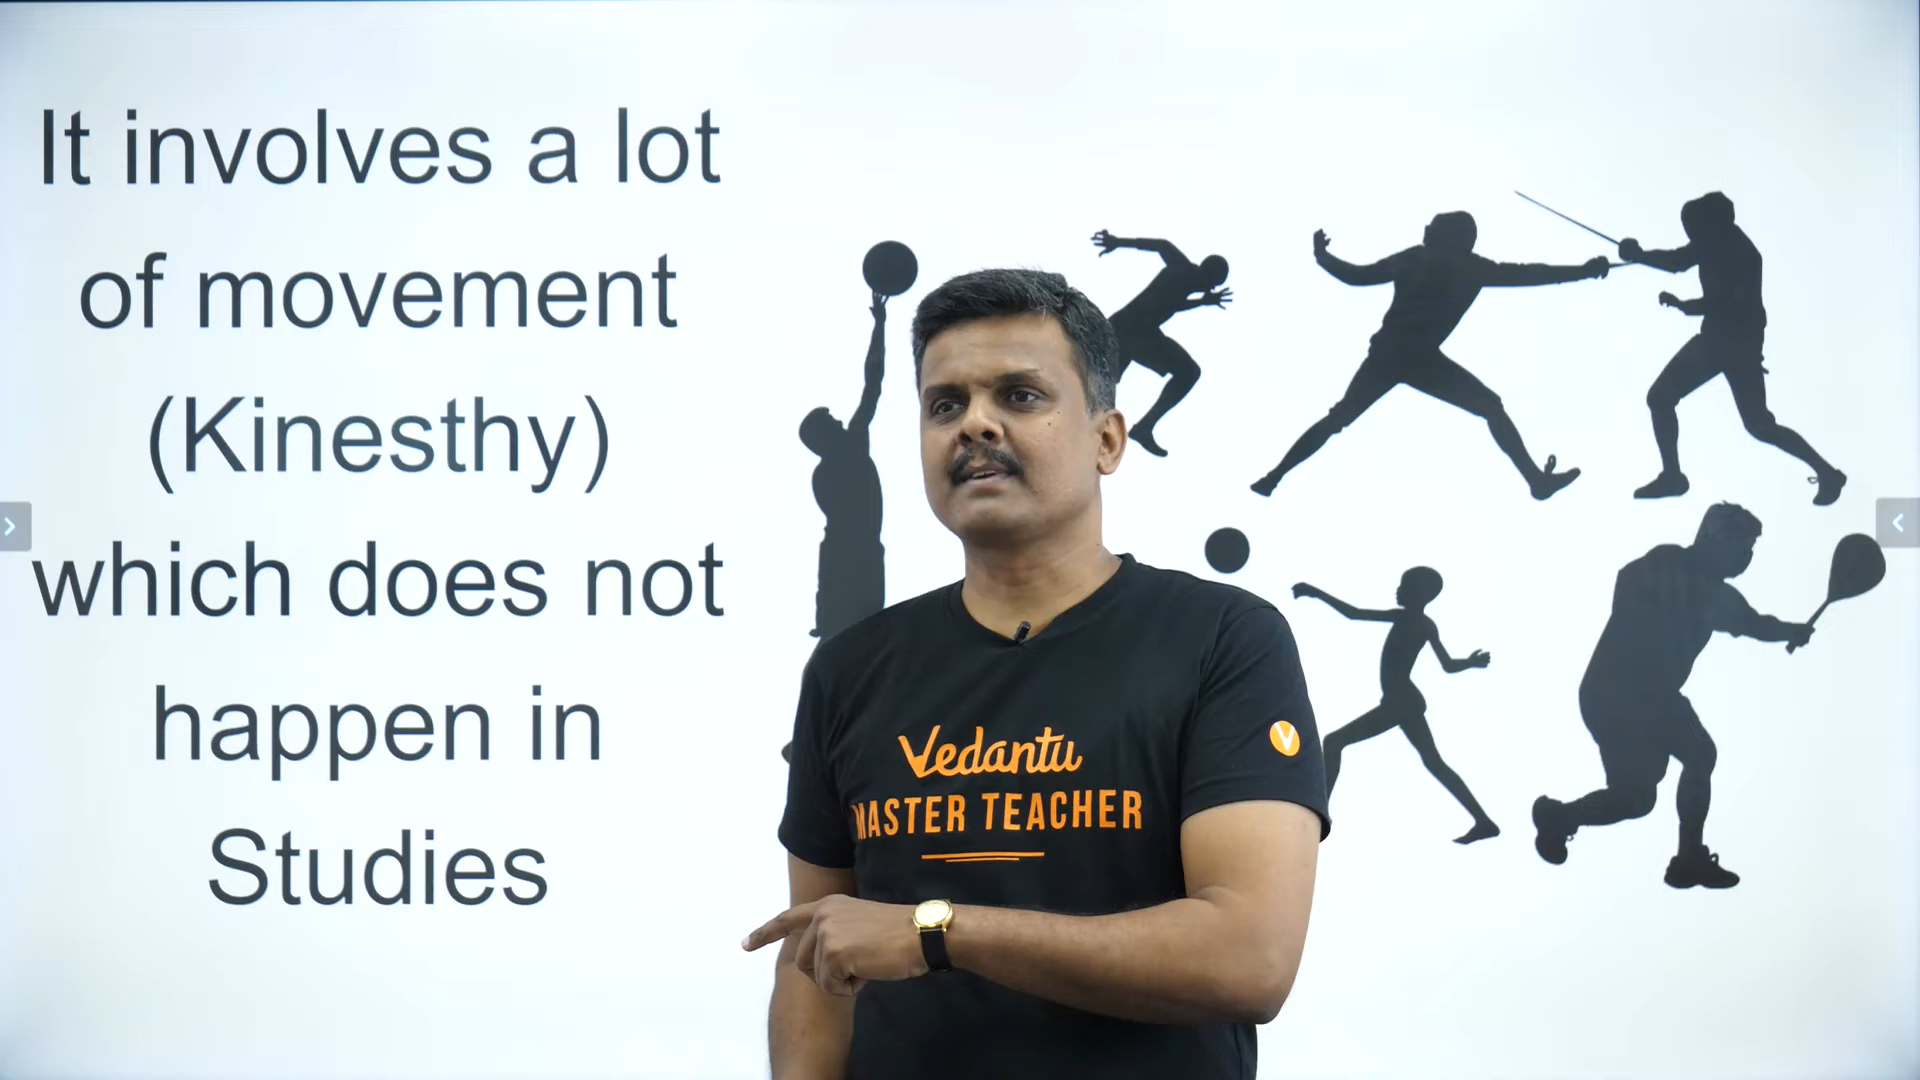 It involves a lot
of movement
(Kinesthy)
which does not
happen in
Studies
Vedantu
MASTER TEACHER
V